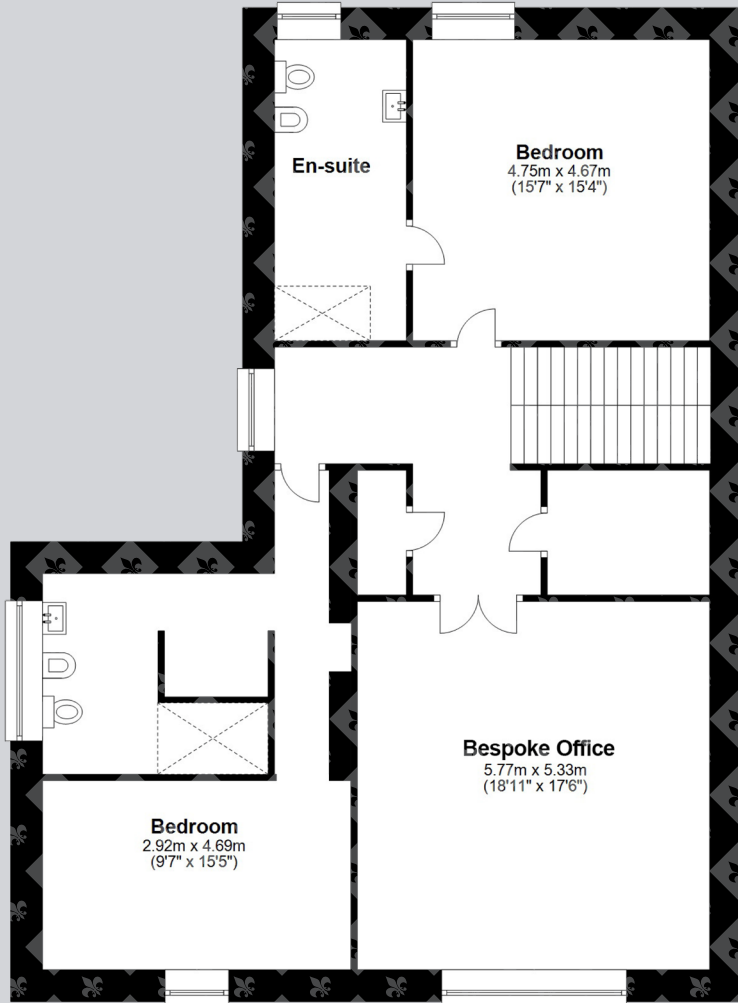 En-suite
Bedroom
4.75m x 4.67m
(15'7" x 15'4")
Bespoke Office
5.77m x 5.33m
(18'11" x 17'6")
Bedroom
2.92m x 4.69m
(9'7" x 15'5")